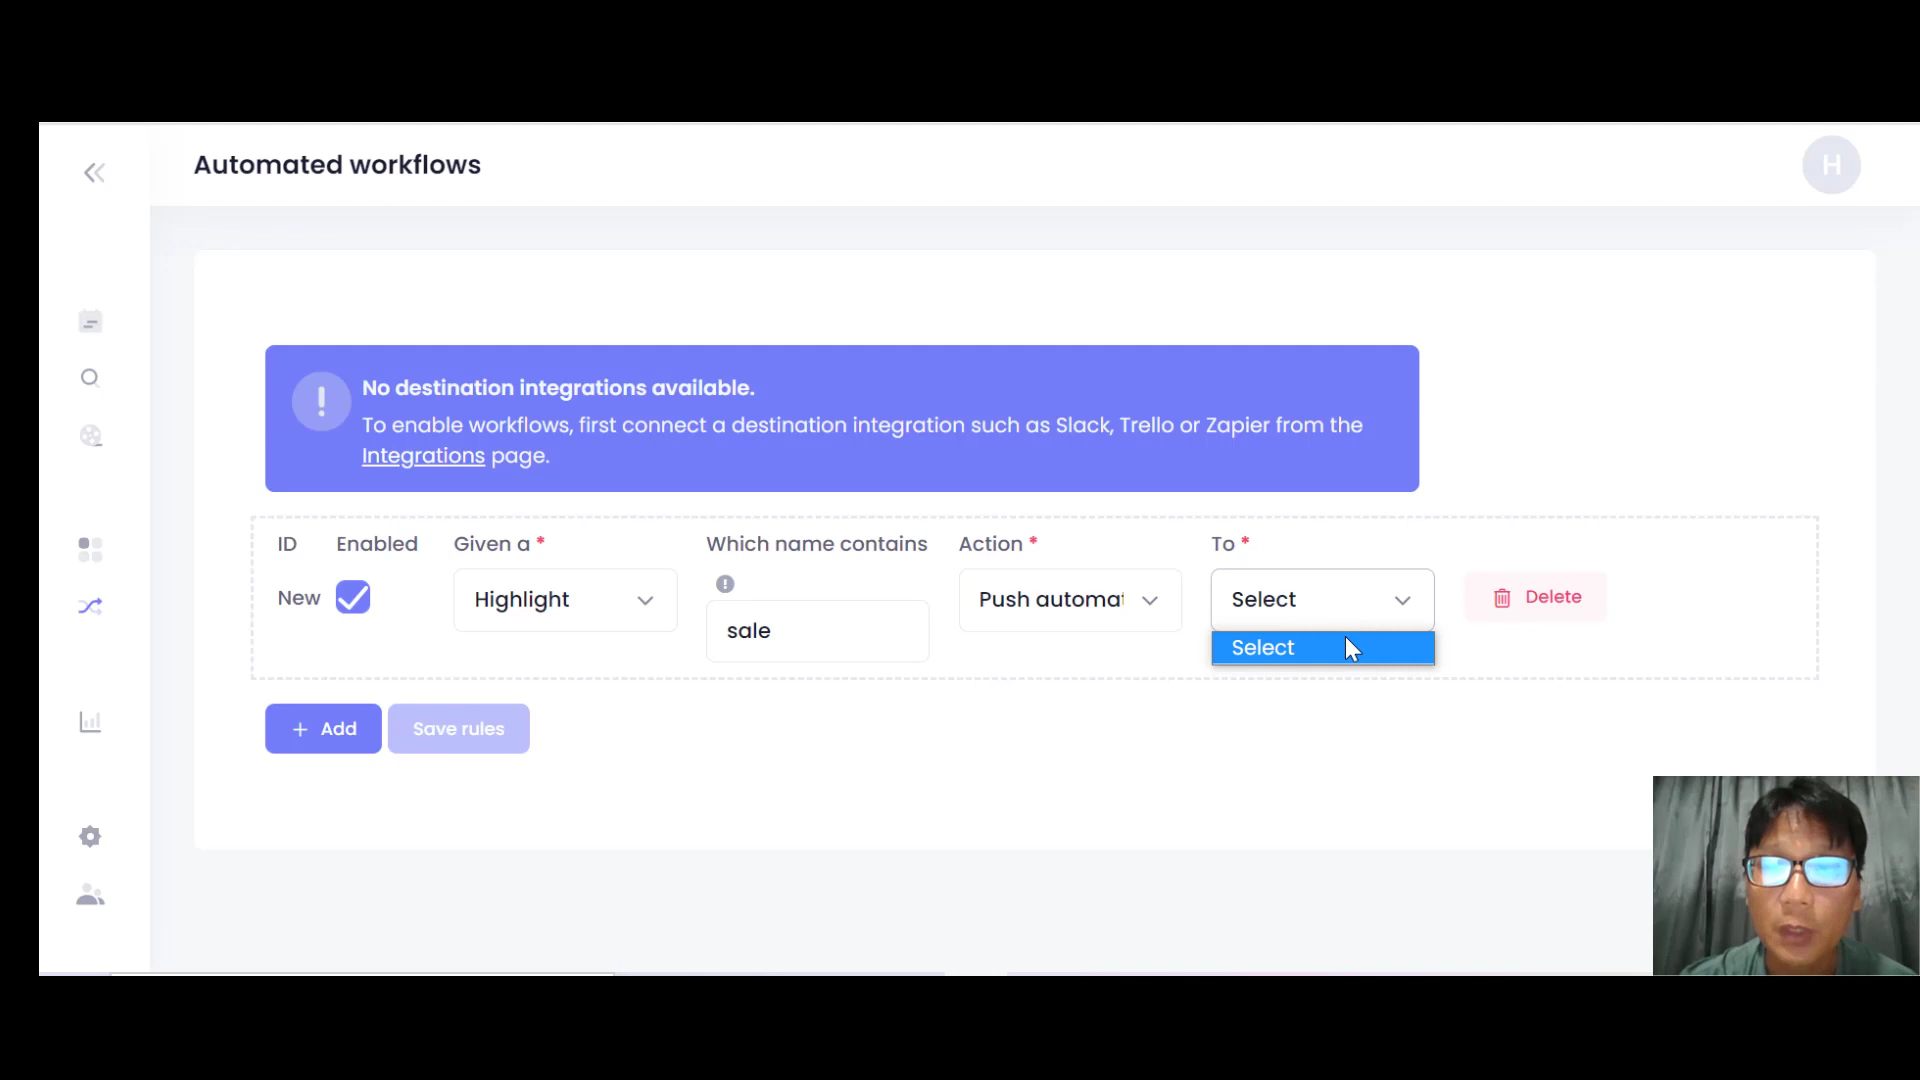 Automated workflows
H
No destination integrations available.
To enable workflows, first connect a destination integration such as Slack, Trello or Zapier from the
Integrations page.
ID Enabled Given a * Which name contains Action * To *
New Highlight sale Push automat Select Delete
Select
+ Add Save rules